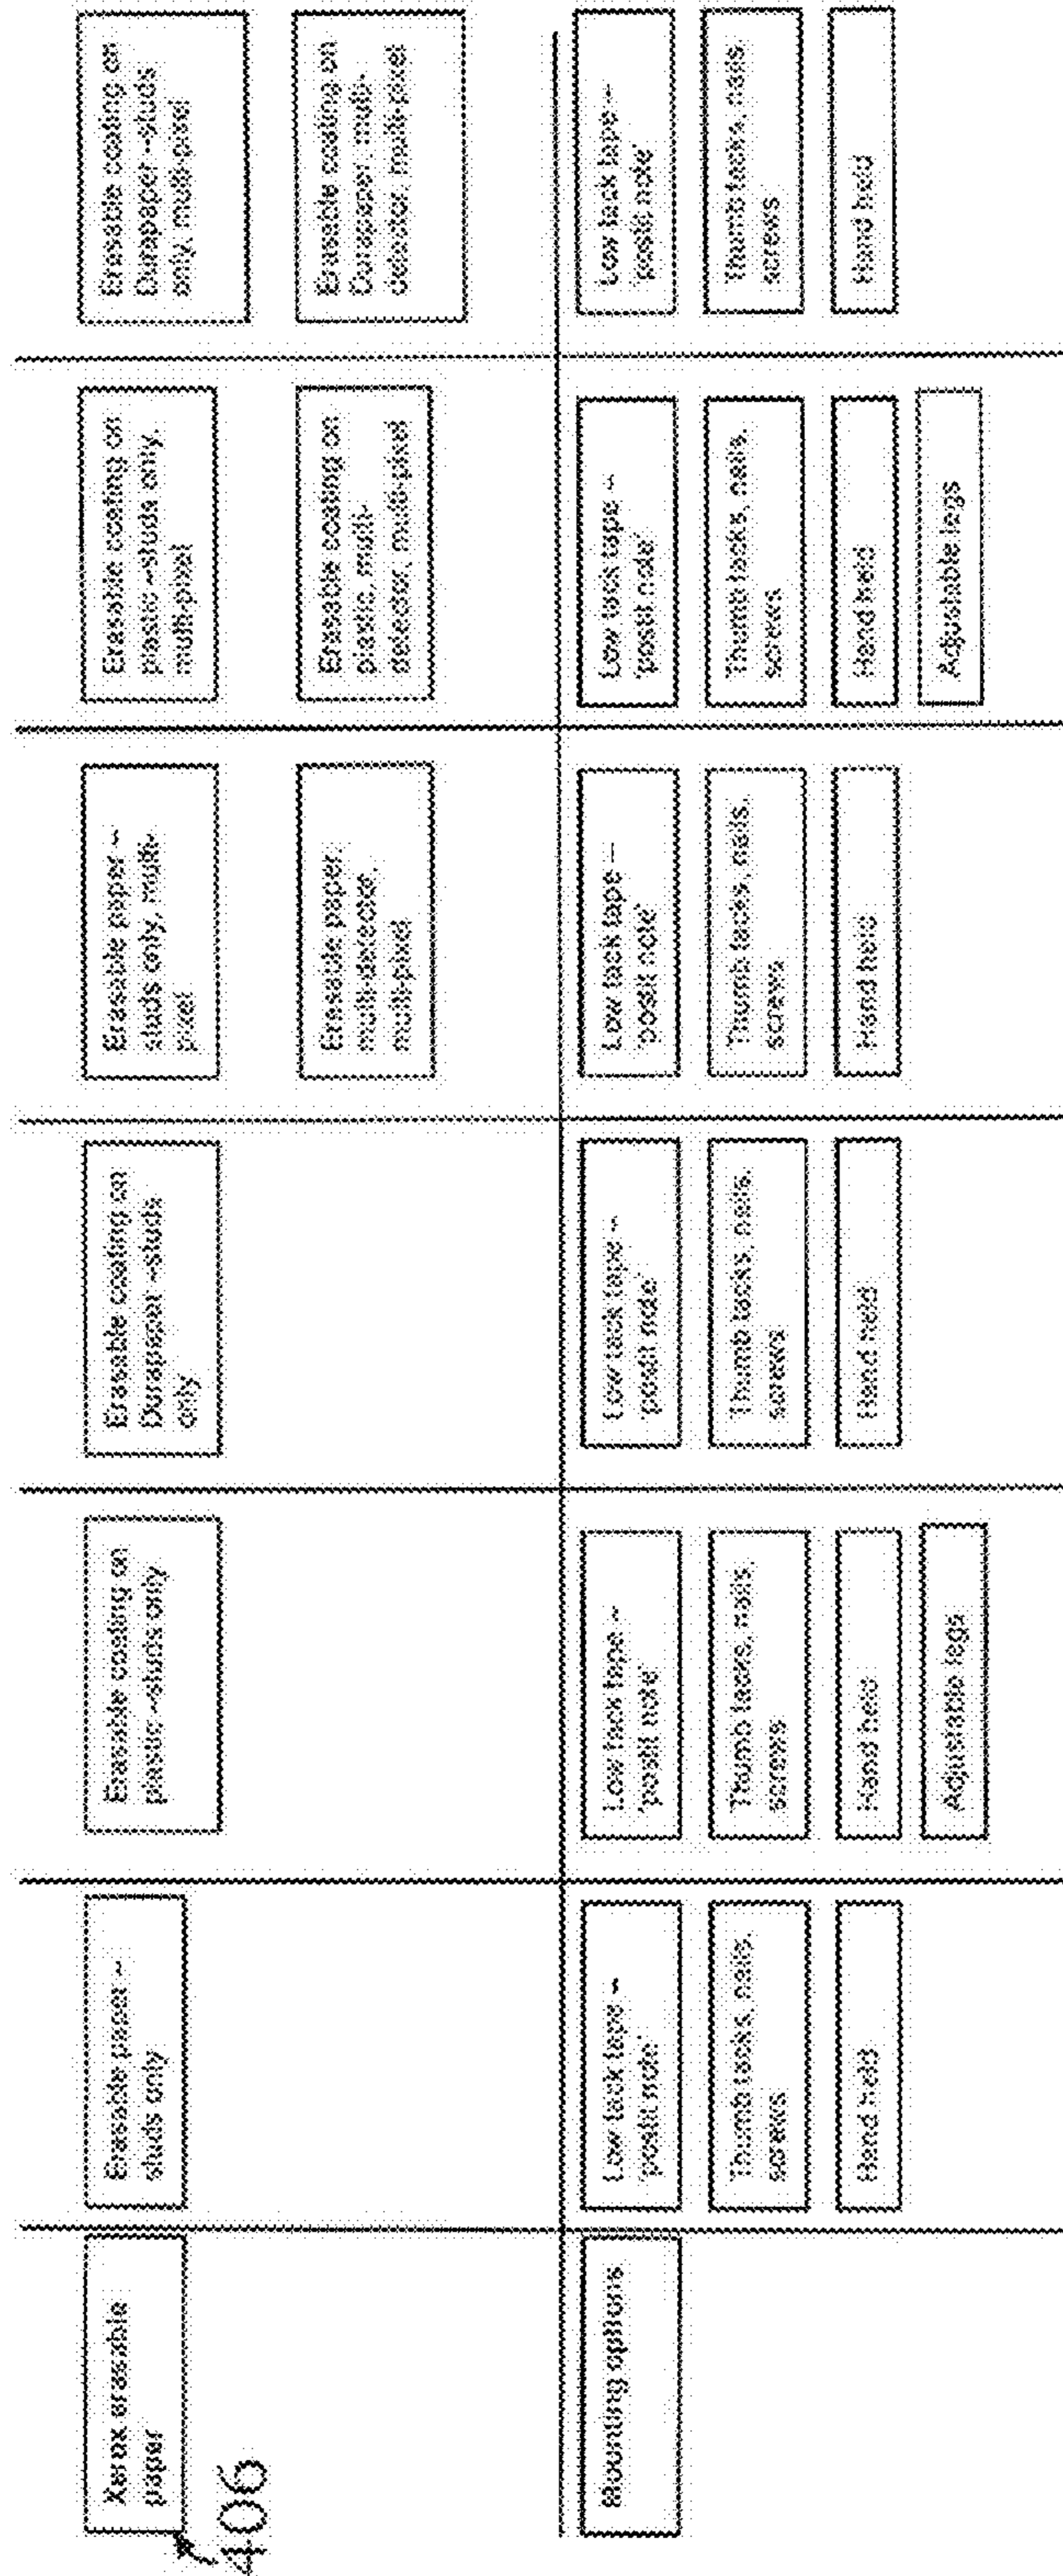 Xerox erasable
paper
406
Erasable paper –
studs only
Erasable coating on
plastic –studs only
Erasable coating on
Durapaper –studs
only
Erasable paper –
studs only, multi-
pixel
Erasable coating on
plastic –studs only,
multi-pixel
Erasable coating on
Durapaper –studs
only, multi-pixel
Erasable paper,
multi-detector,
multi-pixel
Erasable coating on
plastic, multi-
detector, multi-pixel
Erasable coating on
Durapaper, multi-
detector, multi-pixel
Mounting options
Low tack tape –
'postit note'
Thumb tacks, nails,
screws
Hand held
Low tack tape –
'postit note'
Thumb tacks, nails,
screws
Hand held
Adjustable legs
Low tack tape –
'postit note'
Thumb tacks, nails,
screws
Hand held
Low tack tape –
'postit note'
Thumb tacks, nails,
screws
Hand held
Low tack tape –
'postit note'
Thumb tacks, nails,
screws
Hand held
Adjustable legs
Low tack tape –
'postit note'
Thumb tacks, nails,
screws
Hand held